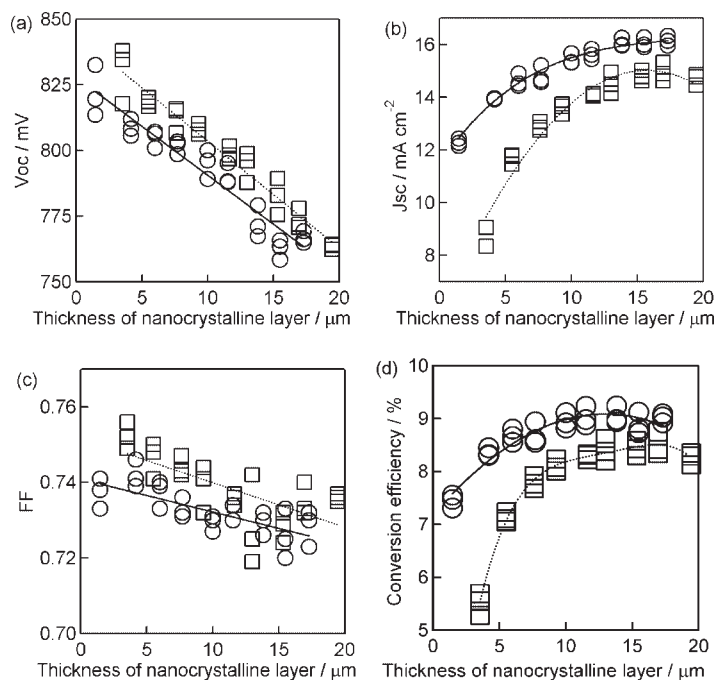 (a)
850
825
800
775
750
Voc / mV
0 5 10 15 20
Thickness of nanocrystalline layer / μm
(b)
16
14
12
10
8
Jsc / mA cm-2
0 5 10 15 20
Thickness of nanocrystalline layer / μm
(c)
0.76
0.74
0.72
0.70
FF
0 5 10 15 20
Thickness of nanocrystalline layer / μm
(d)
10
9
8
7
6
5
Conversion efficiency / %
0 5 10 15 20
Thickness of nanocrystalline layer / μm